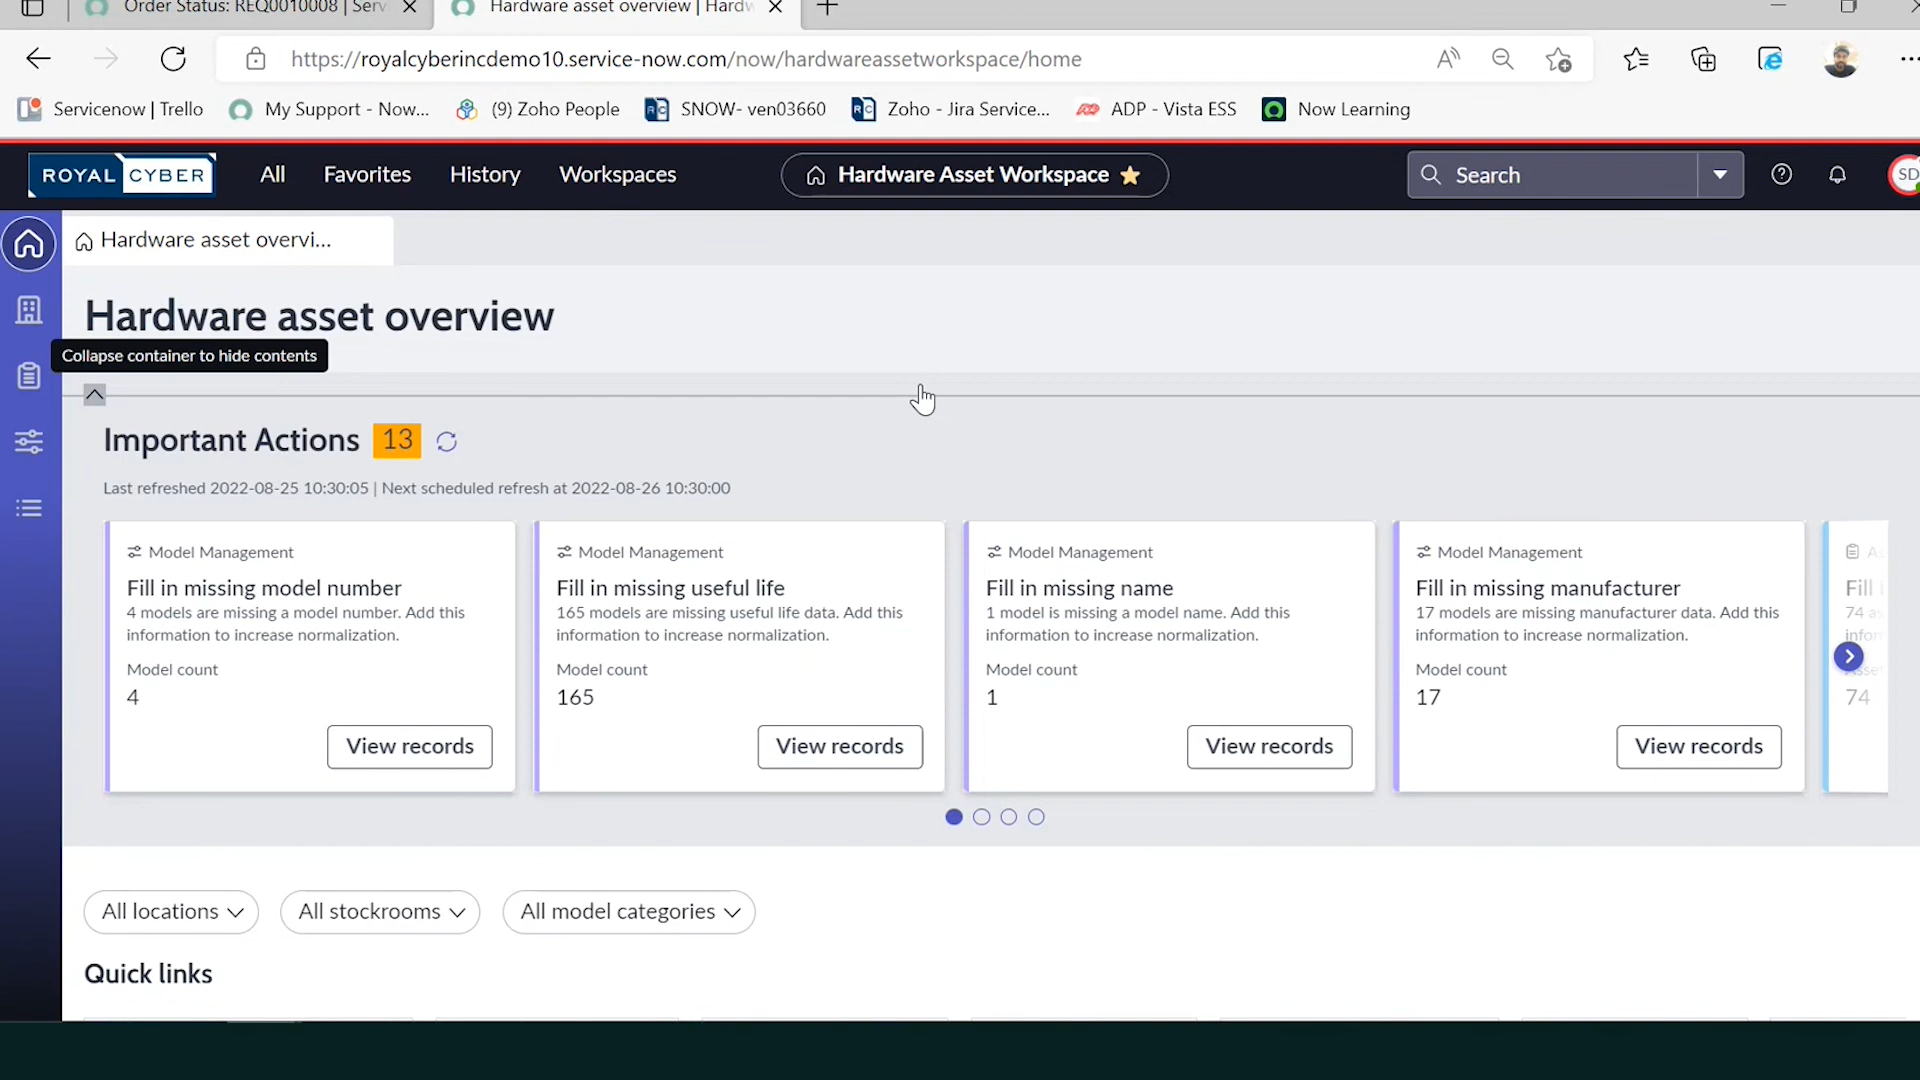 Order Status: REQ0010008 | Serv
Hardware asset overview | Hardw
https://royalcyberincdemo10.service-now.com/now/hardwareassetworkspace/home
Servicenow | Trello
My Support - Now...
(9) Zoho People
SNOW- ven03660
Zoho - Jira Service...
ADP - Vista ESS
Now Learning
ROYAL CYBER
All
Favorites
History
Workspaces
Hardware Asset Workspace
Search
SD
Hardware asset overvi...
Hardware asset overview
Collapse container to hide contents
Important Actions 13
Last refreshed 2022-08-25 10:30:05 | Next scheduled refresh at 2022-08-26 10:30:00
Model Management
Fill in missing model number
4 models are missing a model number. Add this
information to increase normalization.
Model count
4
View records
Model Management
Fill in missing useful life
165 models are missing useful life data. Add this
information to increase normalization.
Model count
165
View records
Model Management
Fill in missing name
1 model is missing a model name. Add this
information to increase normalization.
Model count
1
View records
Model Management
Fill in missing manufacturer
17 models are missing manufacturer data. Add this
information to increase normalization.
Model count
17
View records
Fill
74
74
All locations
All stockrooms
All model categories
Quick links